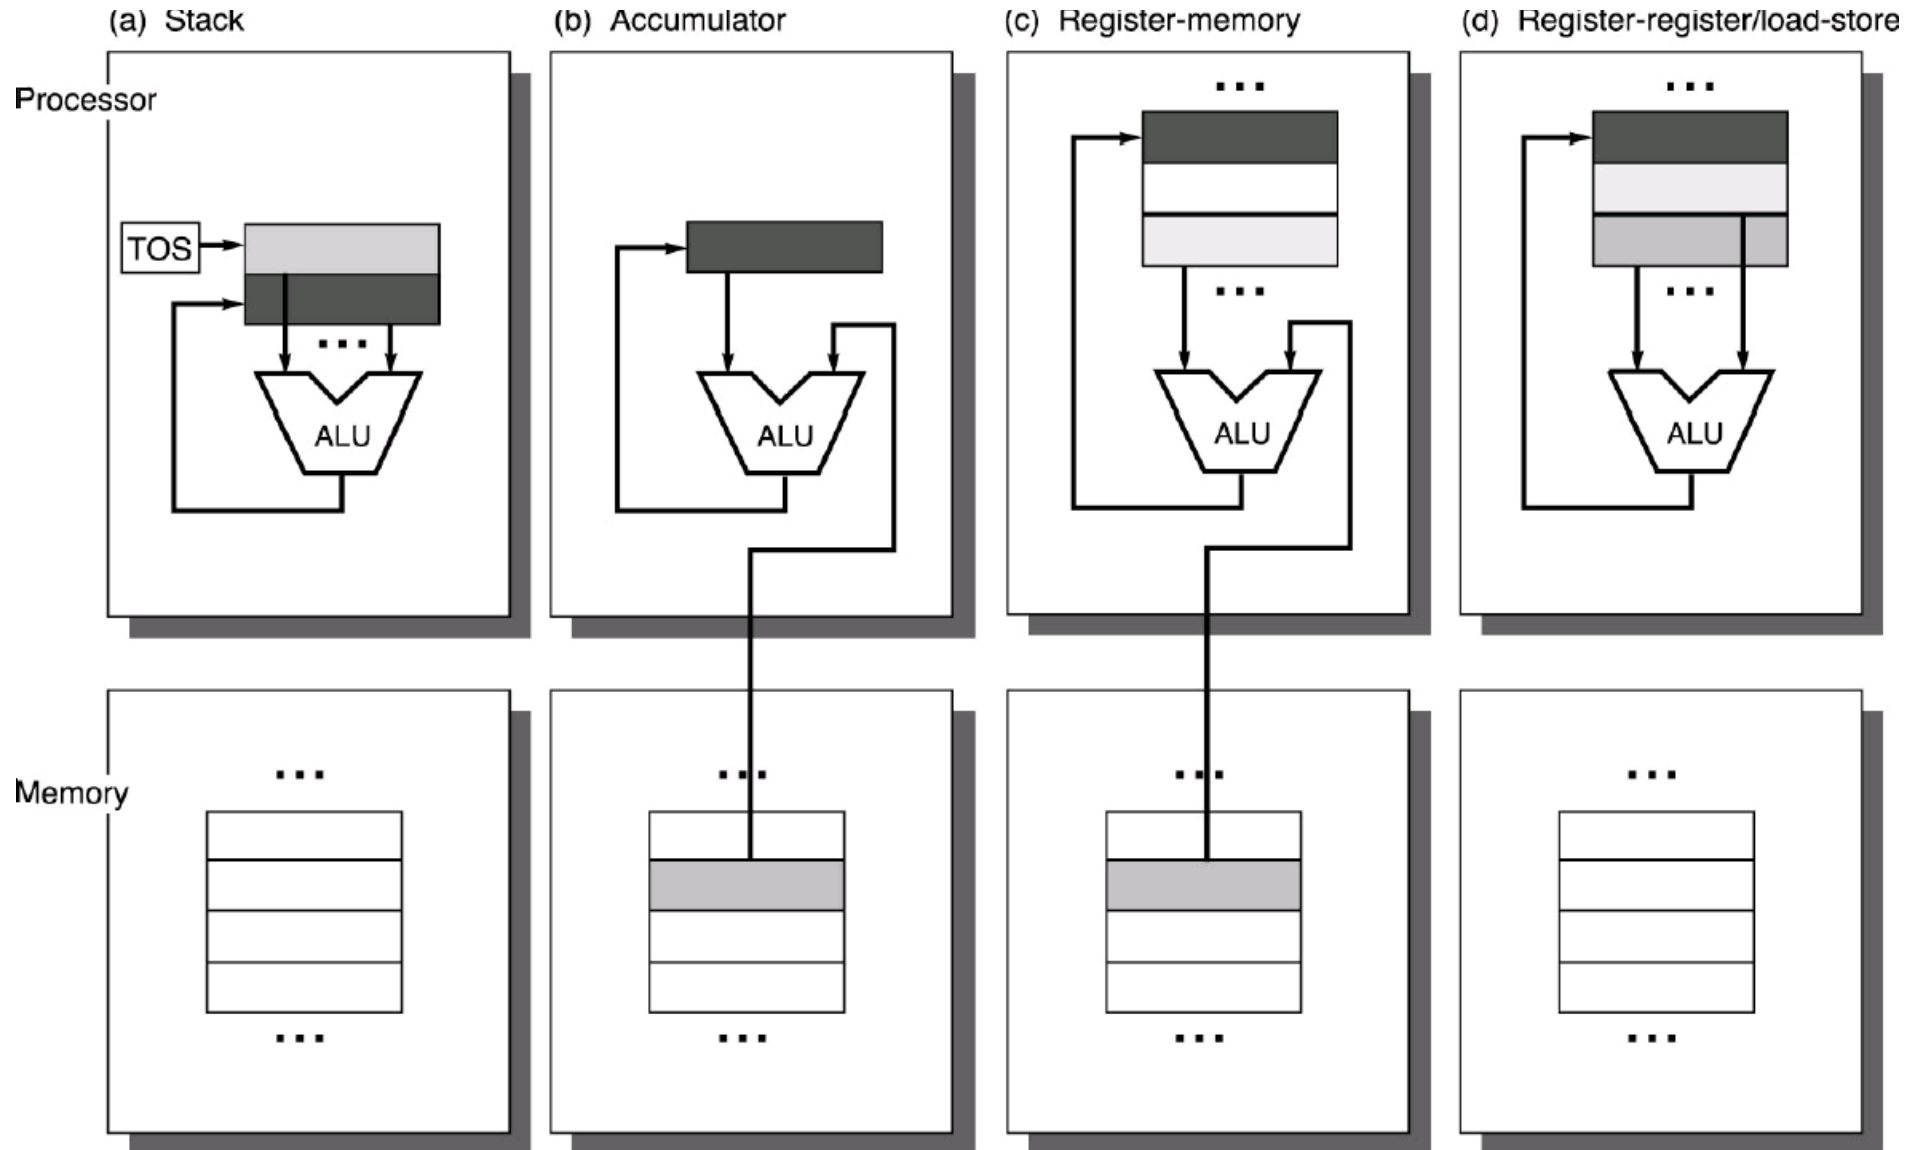 (a) Stack
(b) Accumulator
(c) Register-memory
(d) Register-register/load-store
Processor
TOS
...
ALU
ALU
...
...
ALU
...
...
ALU
Memory
...
...
...
...
...
...
...
...